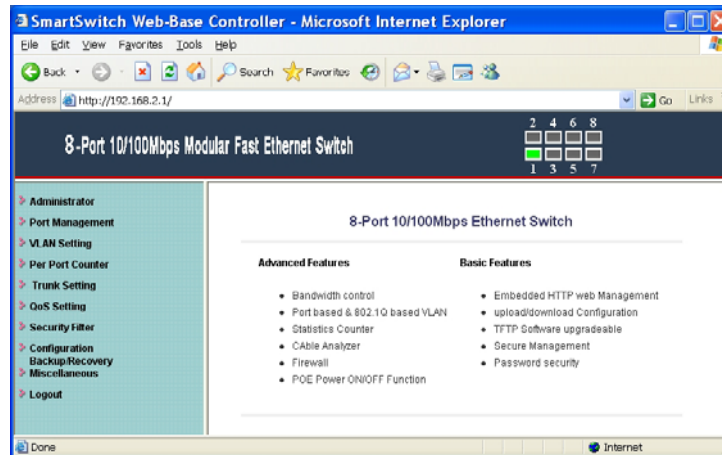 SmartSwitch Web-Base Controller - Microsoft Internet Explorer
File Edit View Favorites Tools Help
Back Search Favorites
Address http://192.168.2.1/ Go Links
8-Port 10/100Mbps Modular Fast Ethernet Switch
2 4 6 8
1 3 5 7
Administrator
Port Management
VLAN Setting
Per Port Counter
Trunk Setting
QoS Setting
Security Filter
Configuration
Backup/Recovery
Miscellaneous
Logout
8-Port 10/100Mbps Ethernet Switch
Advanced Features
Bandwidth control
Port based & 802.1Q based VLAN
Statistics Counter
CAble Analyzer
Firewall
POE Power ON/OFF Function
Basic Features
Embedded HTTP web Management
upload/download Configuration
TFTP Software upgradeable
Secure Management
Password security
Done Internet